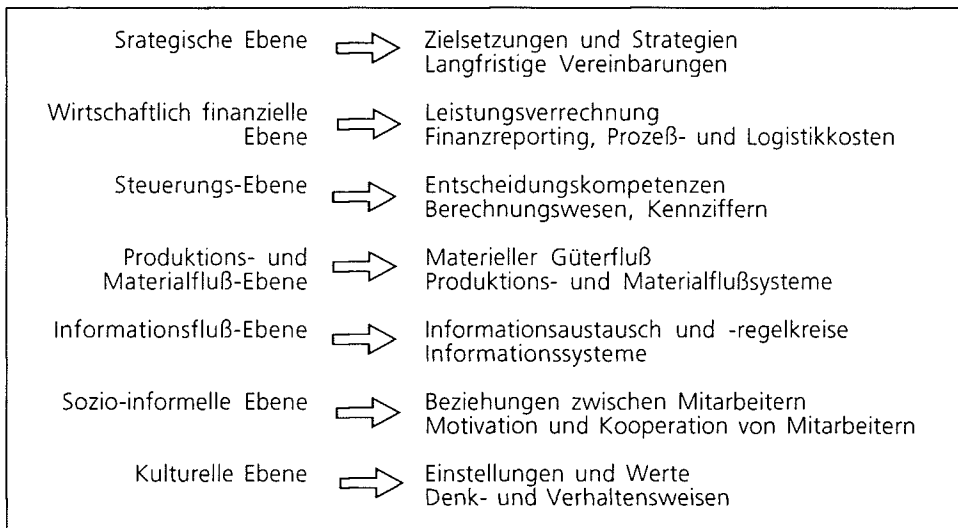 Srategische Ebene
Zielsetzungen und Strategien
Langfristige Vereinbarungen
Wirtschaftlich finanzielle
Ebene
Leistungsverrechnung
Finanzreporting, Prozeß- und Logistikkosten
Steuerungs-Ebene
Entscheidungskompetenzen
Berechnungswesen, Kennziffern
Produktions- und
Materialfluß-Ebene
Materieller Güterfluß
Produktions- und Materialflußsysteme
Informationsfluß-Ebene
Informationsaustausch und -regelkreise
Informationssysteme
Sozio-informelle Ebene
Beziehungen zwischen Mitarbeitern
Motivation und Kooperation von Mitarbeitern
Kulturelle Ebene
Einstellungen und Werte
Denk- und Verhaltensweisen